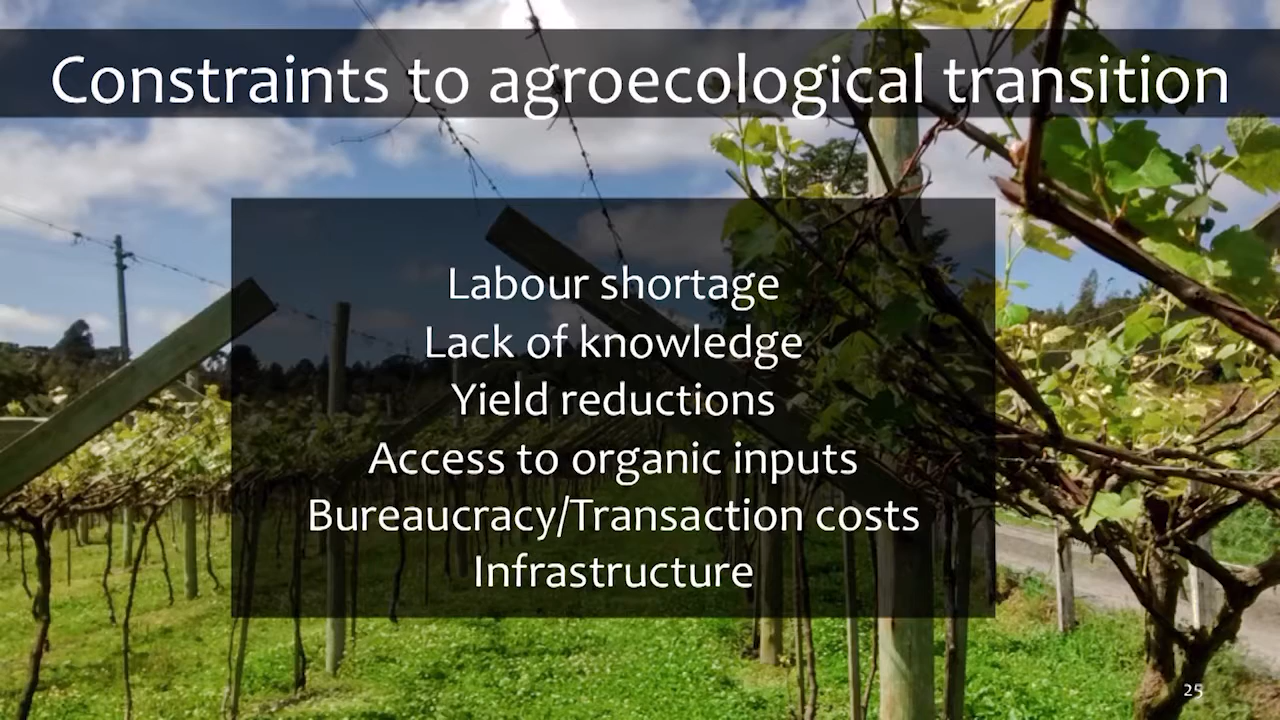 Constraints to agroecological transition
Labour shortage
Lack of knowledge
Yield reductions
Access to organic inputs
Bureaucracy/Transaction costs
Infrastructure
25